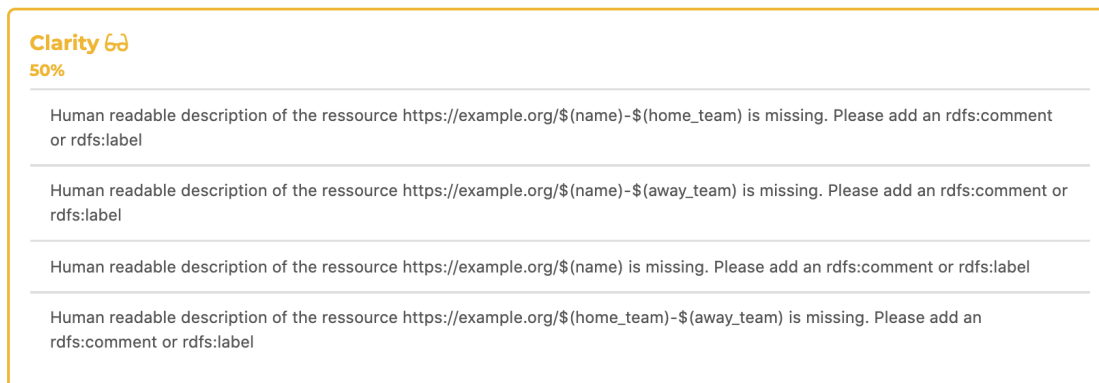 Clarity
50%
Human readable description of the ressource https://example.org/$(name)-$(home_team) is missing. Please add an rdfs:comment
or rdfs:label
Human readable description of the ressource https://example.org/$(name)-$(away_team) is missing. Please add an rdfs:comment or
rdfs:label
Human readable description of the ressource https://example.org/$(name) is missing. Please add an rdfs:comment or rdfs:label
Human readable description of the ressource https://example.org/$(home_team)-$(away_team) is missing. Please add an
rdfs:comment or rdfs:label